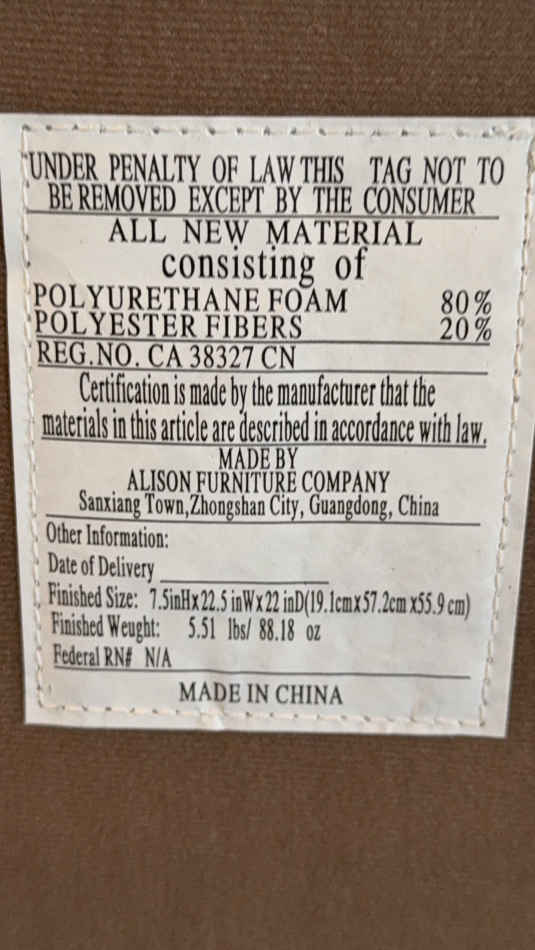 UNDER PENALTY OF LAW THIS TAG NOT TO
BE REMOVED EXCEPT BY THE CONSUMER
ALL NEW MATERIAL
consisting of
POLYURETHANE FOAM 80%
POLYESTER FIBERS 20%
REG.NO. CA 38327 CN
Certification is made by the manufacturer that the
materials in this article are described in accordance with law.
MADE BY
ALISON FURNITURE COMPANY
Sanxiang Town,Zhongshan City, Guangdong, China
Other Information:
Date of Delivery
Finished Size: 7.5inHx22.5 inWx22 inD(19.1cmx57.2cm x55.9 cm)
Finished Weught: 5.51 lbs/ 88.18 oz
Federal RN# N/A
MADE IN CHINA